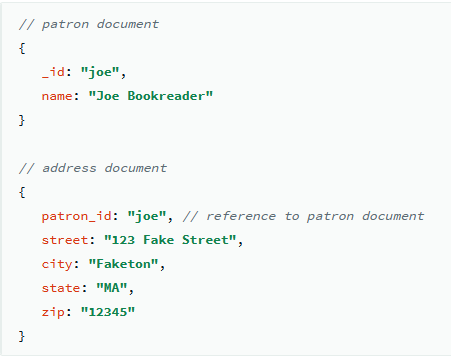 // patron document
{
   _id: "joe",
   name: "Joe Bookreader"
}

// address document
{
   patron_id: "joe", // reference to patron document
   street: "123 Fake Street",
   city: "Faketon",
   state: "MA",
   zip: "12345"
}